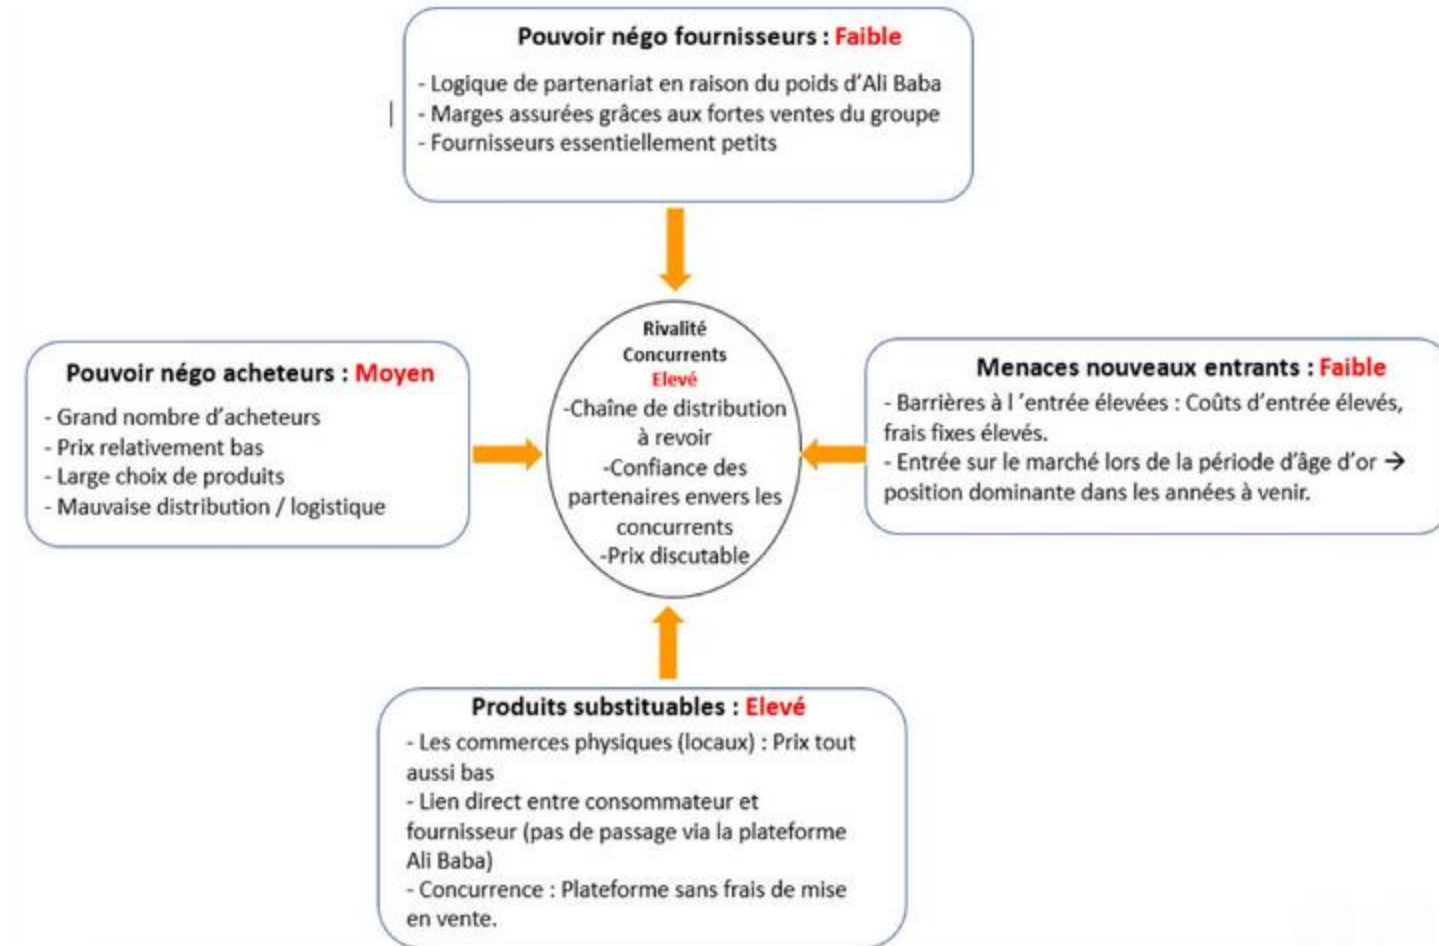 Pouvoir négo fournisseurs : Faible
- Logique de partenariat en raison du poids d'Ali Baba
- Marges assurées grâces aux fortes ventes du groupe
- Fournisseurs essentiellement petits
Pouvoir négo acheteurs : Moyen
- Grand nombre d'acheteurs
- Prix relativement bas
- Large choix de produits
- Mauvaise distribution / logistique
Rivalité
Concurrents
Elevé
-Chaîne de distribution
à revoir
-Confiance des
partenaires envers les
concurrents
-Prix discutable
Menaces nouveaux entrants : Faible
- Barrières à l 'entrée élevées : Coûts d'entrée élevés,
frais fixes élevés.
- Entrée sur le marché lors de la période d'âge d'or →
position dominante dans les années à venir.
Produits substituables : Elevé
- Les commerces physiques (locaux) : Prix tout
aussi bas
- Lien direct entre consommateur et
fournisseur (pas de passage via la plateforme
Ali Baba)
- Concurrence : Plateforme sans frais de mise
en vente.